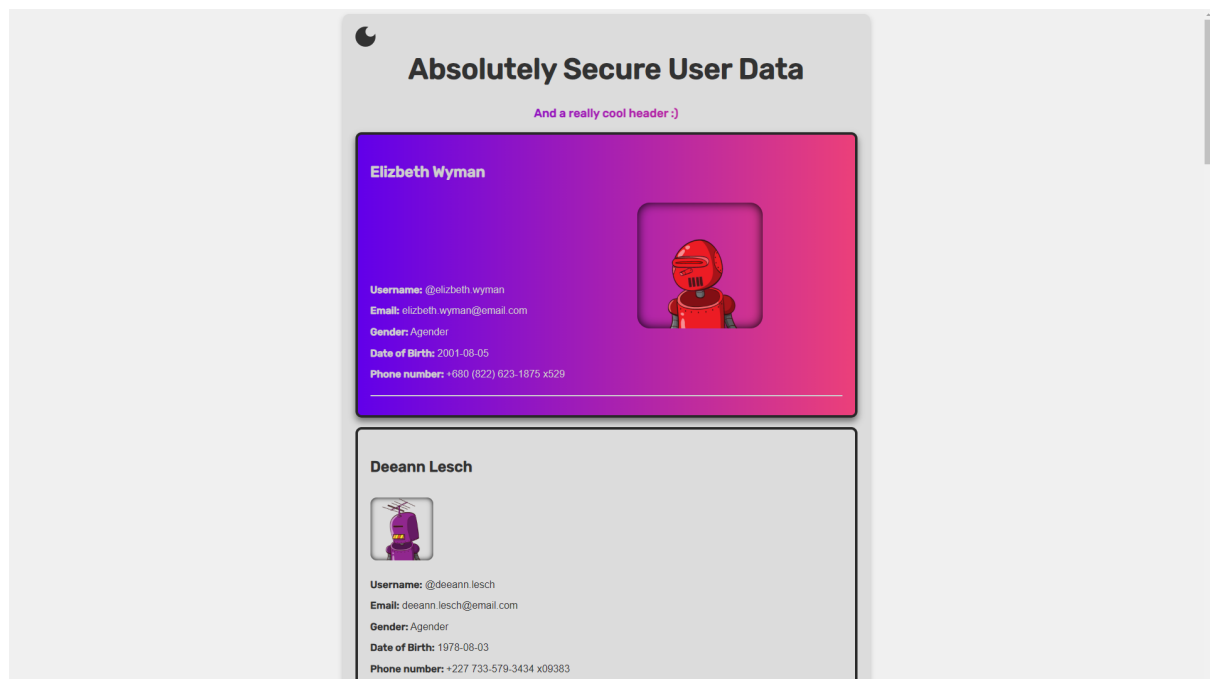 Absolutely Secure User Data
And a really cool header :)
Elizbeth Wyman
Username: @elizbeth.wyman
Email: elizbeth.wyman@email.com
Gender: Agender
Date of Birth: 2001-08-05
Phone number: +680 (822) 623-1875 x529
Deeann Lesch
Username: @deeann.lesch
Email: deeann.lesch@email.com
Gender: Agender
Date of Birth: 1978-08-03
Phone number: +227 733-579-3434 x09383